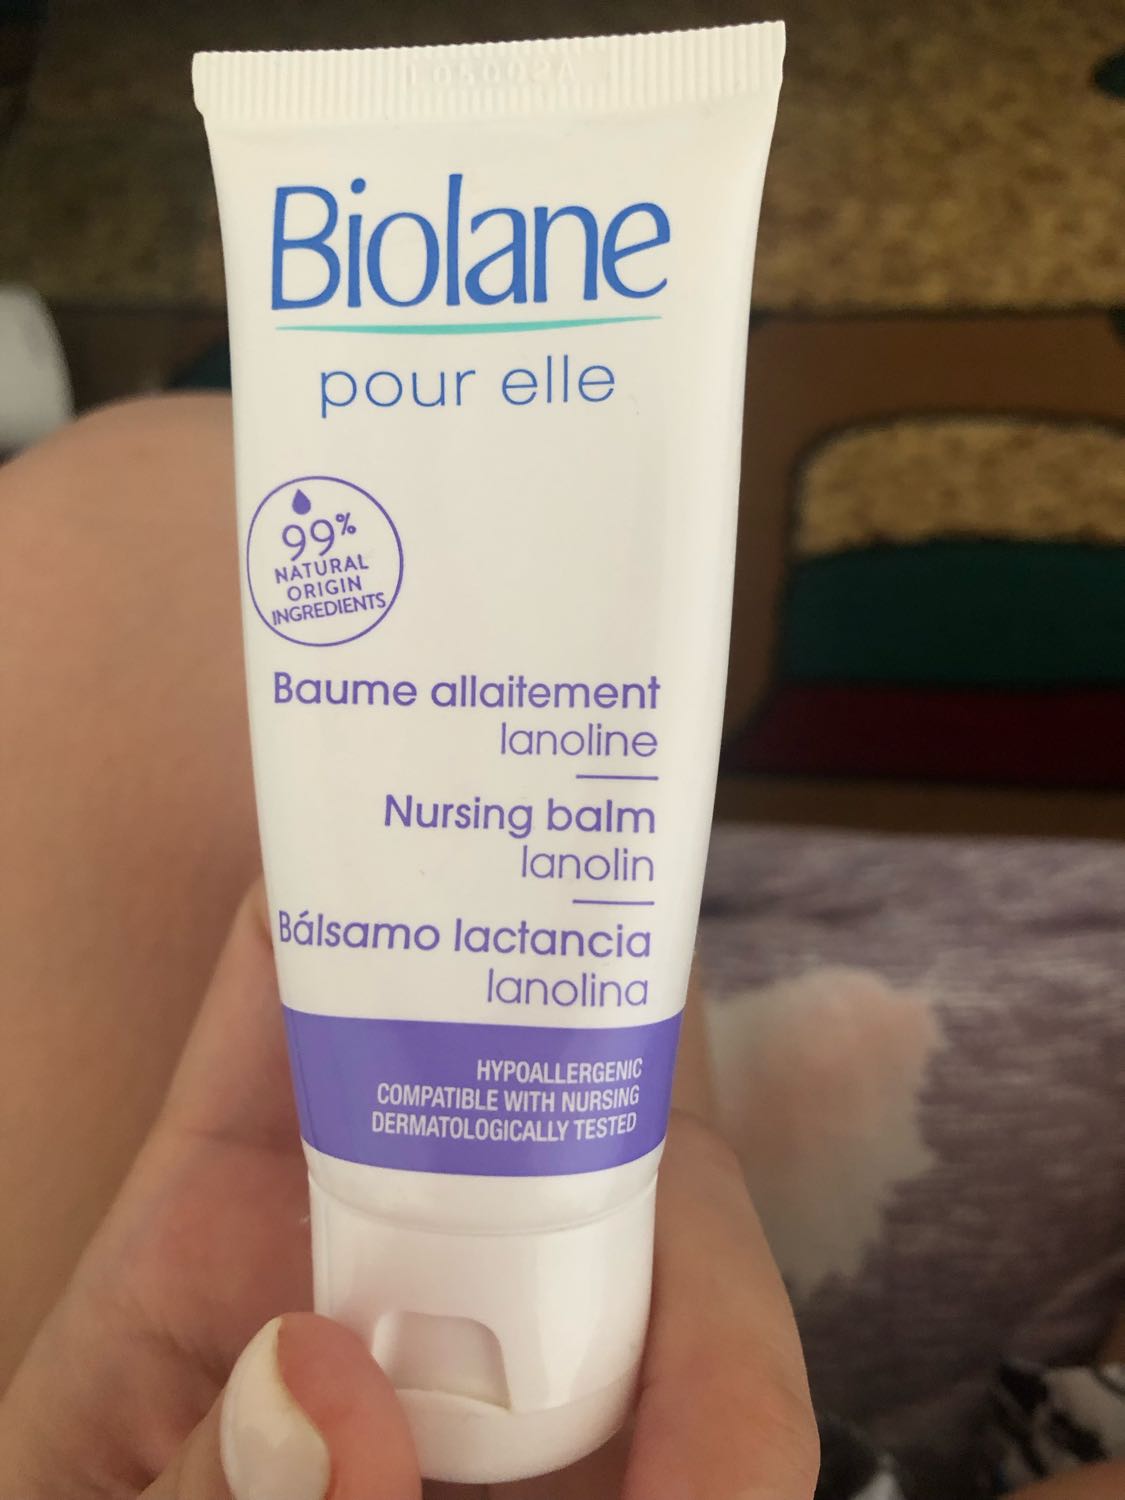 Biolane
pour elle
99%
NATURAL
ORIGIN
INGREDIENTS
Baume allaitement
lanoline
Nursing balm
lanolin
Bálsamo lactancia
lanolina
HYPOALLERGENIC
COMPATIBLE WITH NURSING
DERMATOLOGICALLY TESTED